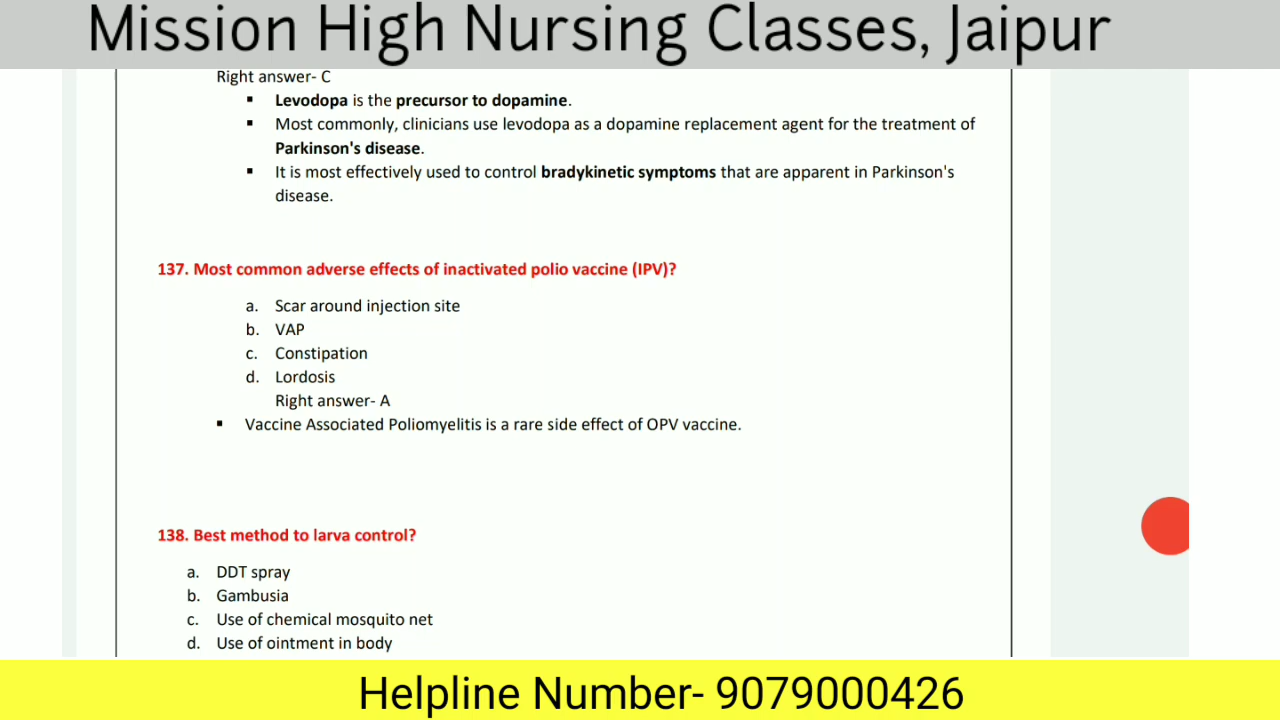 Mission High Nursing Classes, Jaipur
Right answer- C
▪ Levodopa is the precursor to dopamine.
▪ Most commonly, clinicians use levodopa as a dopamine replacement agent for the treatment of
Parkinson's disease.
▪ It is most effectively used to control bradykinetic symptoms that are apparent in Parkinson's
disease.
137. Most common adverse effects of inactivated polio vaccine (IPV)?
a. Scar around injection site
b. VAP
c. Constipation
d. Lordosis
Right answer- A
▪ Vaccine Associated Poliomyelitis is a rare side effect of OPV vaccine.
138. Best method to larva control?
a. DDT spray
b. Gambusia
c. Use of chemical mosquito net
d. Use of ointment in body
Helpline Number- 9079000426